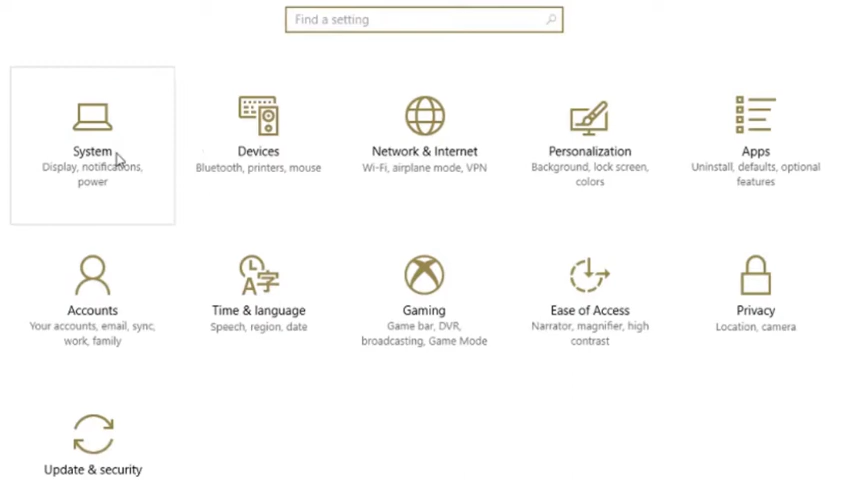 Find a setting
System
Display, notifications,
power
Devices
Bluetooth, printers, mouse
Network & Internet
Wi-Fi, airplane mode, VPN
Personalization
Background, lock screen,
colors
Apps
Uninstall, defaults, optional
features
Accounts
Your accounts, email, sync,
work, family
Time & language
Speech, region, date
Gaming
Game bar, DVR,
broadcasting, Game Mode
Ease of Access
Narrator, magnifier, high
contrast
Privacy
Location, camera
Update & security